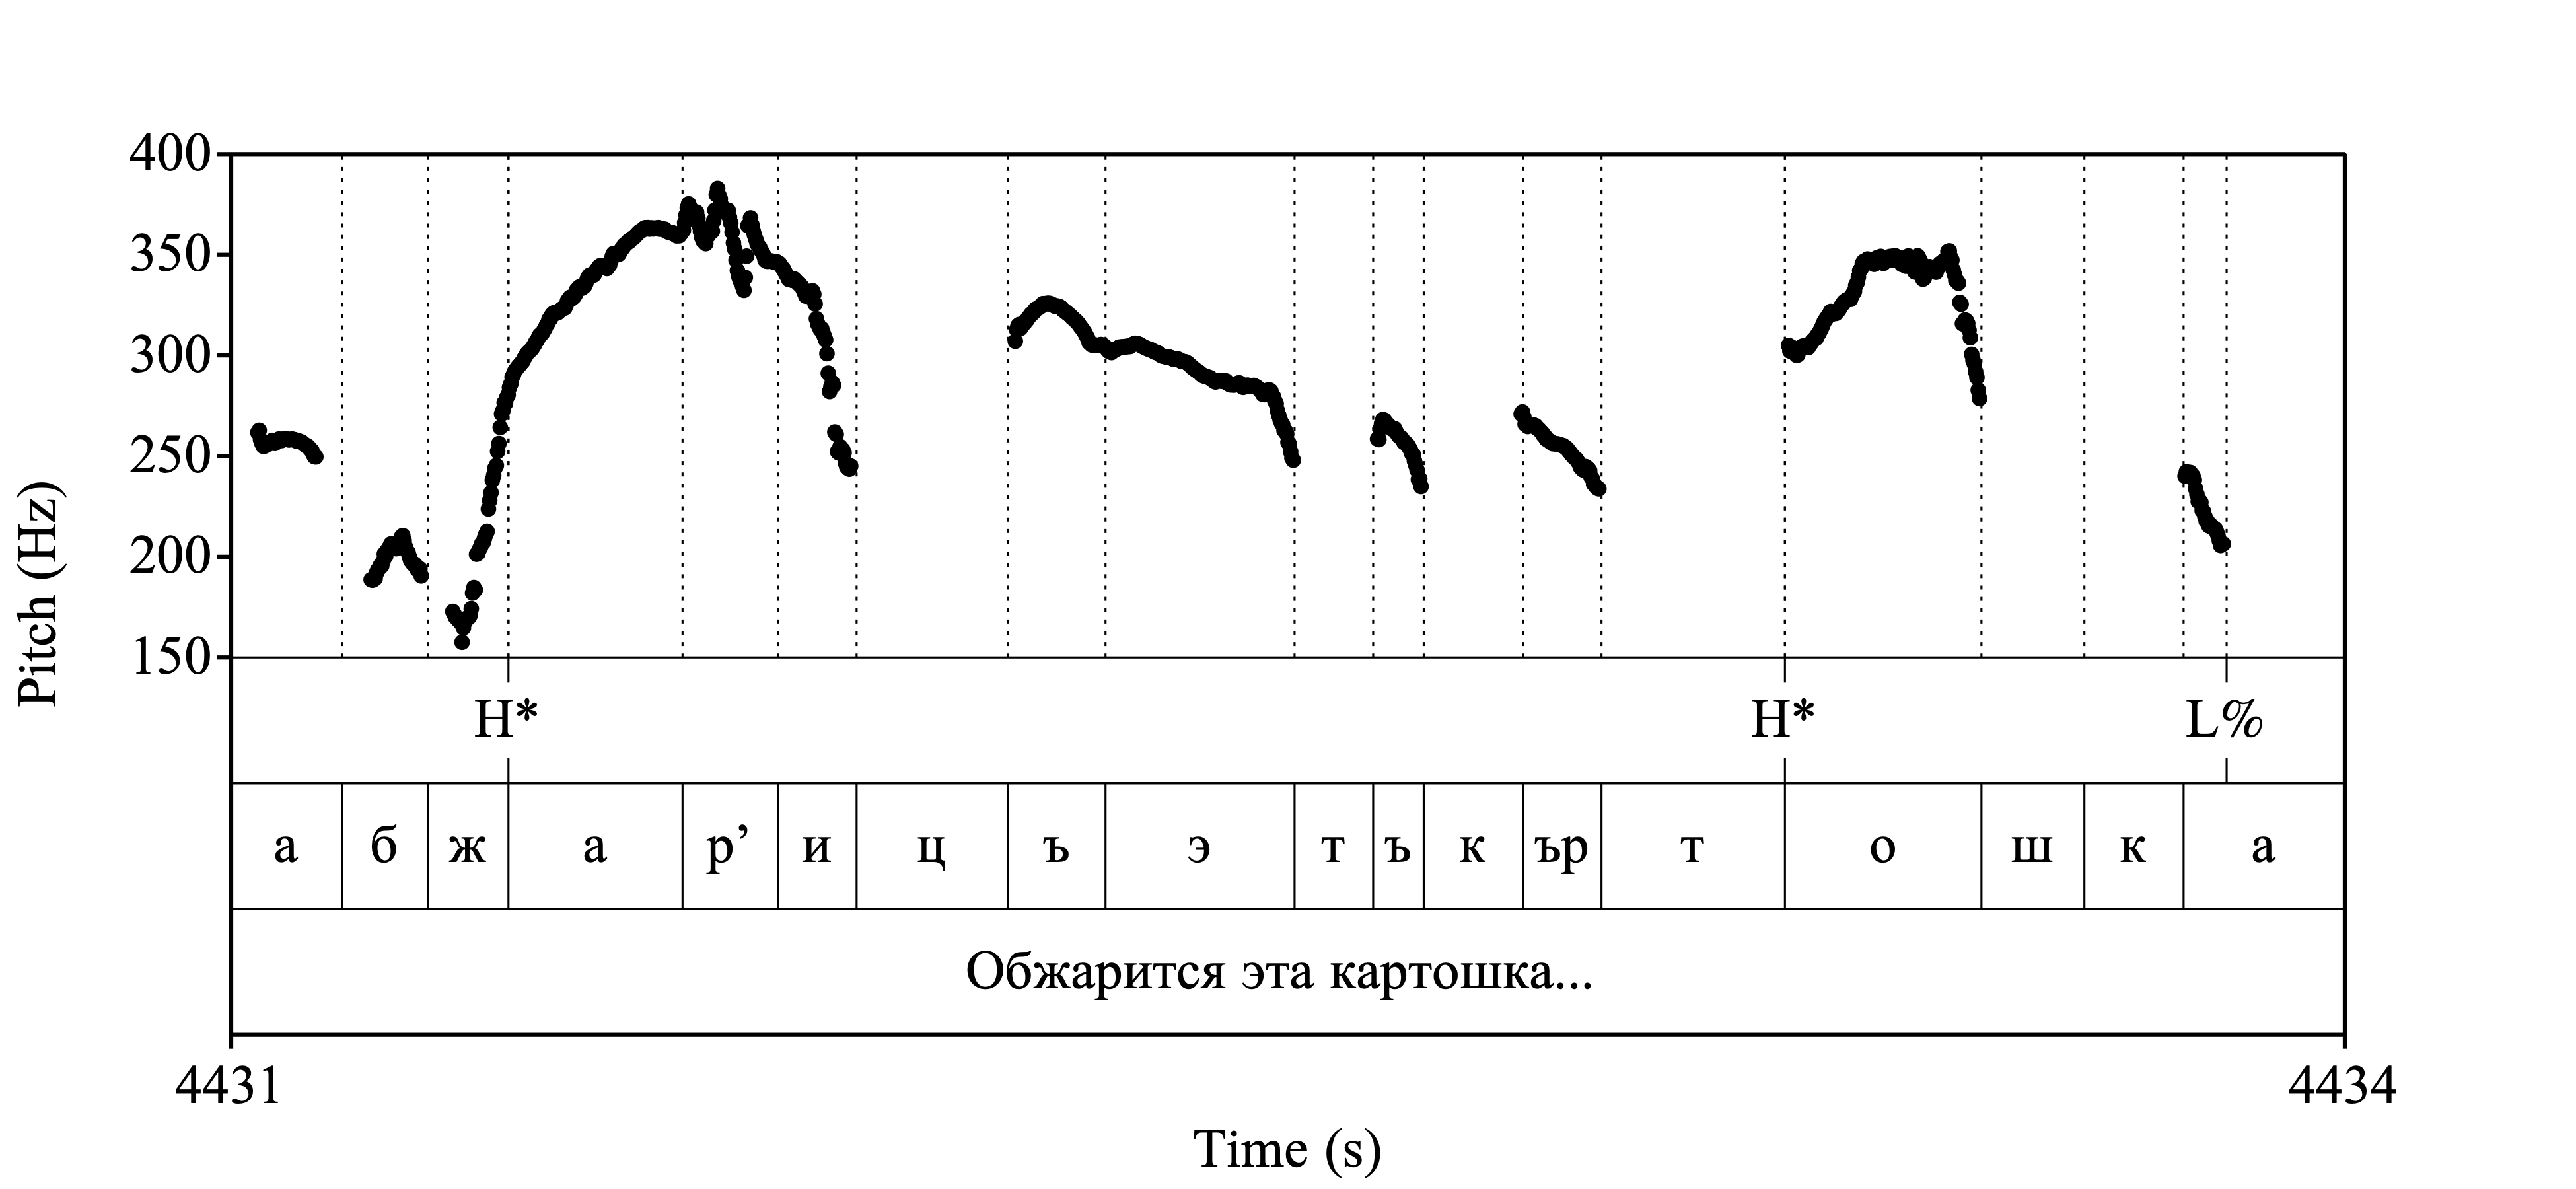 400
350
300
250
200
150
Pitch (Hz)
H* H* L%
а б ж а р’ и ц ъ э т ъ к ър т о ш к а
Обжарится эта картошка...
4431 4434
Time (s)